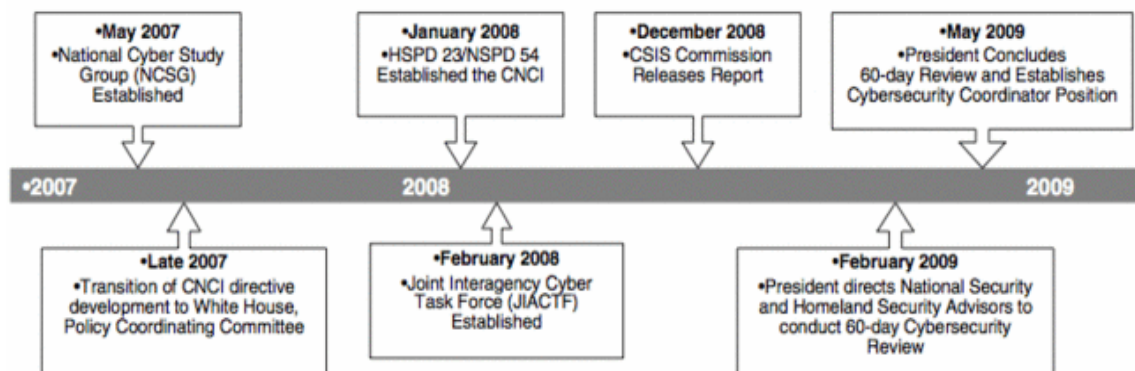 •May 2007
•National Cyber Study
Group (NCSG)
Established
•January 2008
•HSPD 23/NSPD 54
Established the CNCI
•December 2008
•CSIS Commission
Releases Report
•May 2009
•President Concludes
60-day Review and Establishes
Cybersecurity Coordinator Position
•2007
2008
2009
•Late 2007
•Transition of CNCI directive
development to White House,
Policy Coordinating Committee
•February 2008
•Joint Interagency Cyber
Task Force (JIACTF)
Established
•February 2009
•President directs National Security
and Homeland Security Advisors to
conduct 60-day Cybersecurity
Review